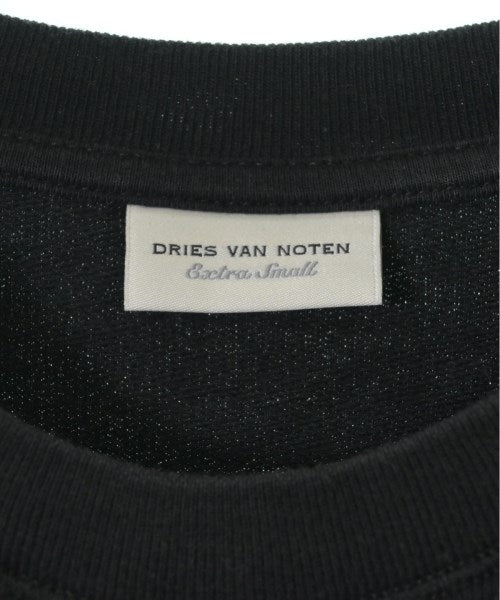 DRIES VAN NOTEN
Extra Small